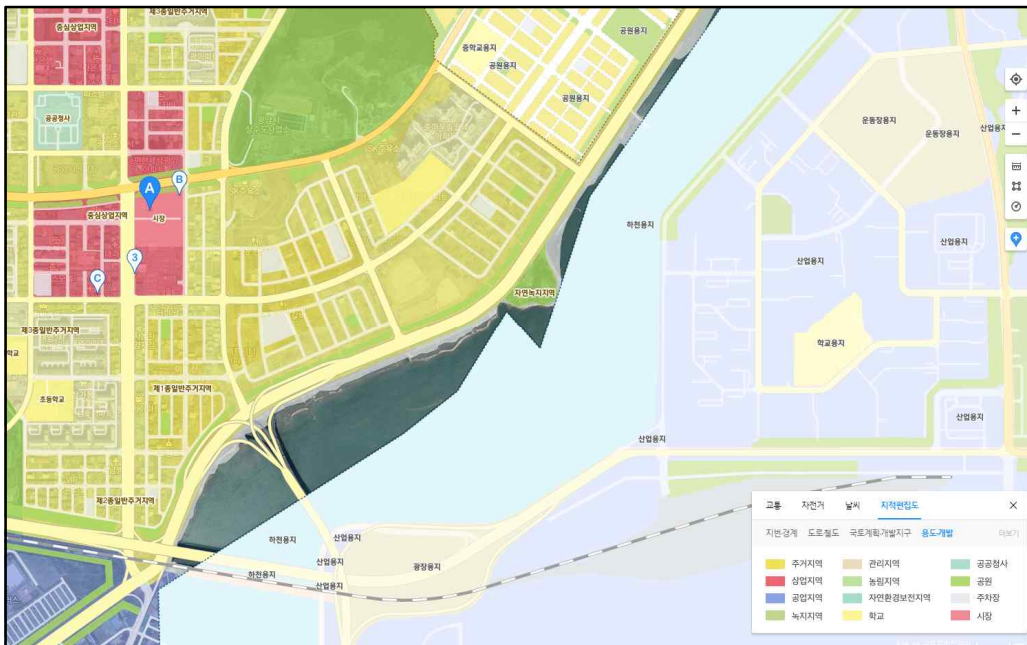 제3종일반주거지역
중심상업지역
공공청사
A
B
중심상업지역
시장
3
C
제3종일반주거지역
학교
초등학교
제1종일반주거지역
제2종일반주거지역
중학교용지
공원용지
공원용지
공원용지
자연녹지지역
하천용지
운동장용지
운동장용지
산업용지
산업용지
산업용지
학교용지
산업용지
산업용지
하천용지
산업용지
하천용지
산업용지
산업용지
광장용지
교통 자전거 날씨 지적편집도
지번·경계 도로·철도 국토계획·개발지구 용도·개발 더보기
주거지역 관리지역 공공청사
상업지역 농림지역 공원
공업지역 자연환경보전지역 주차장
녹지지역 학교 시장